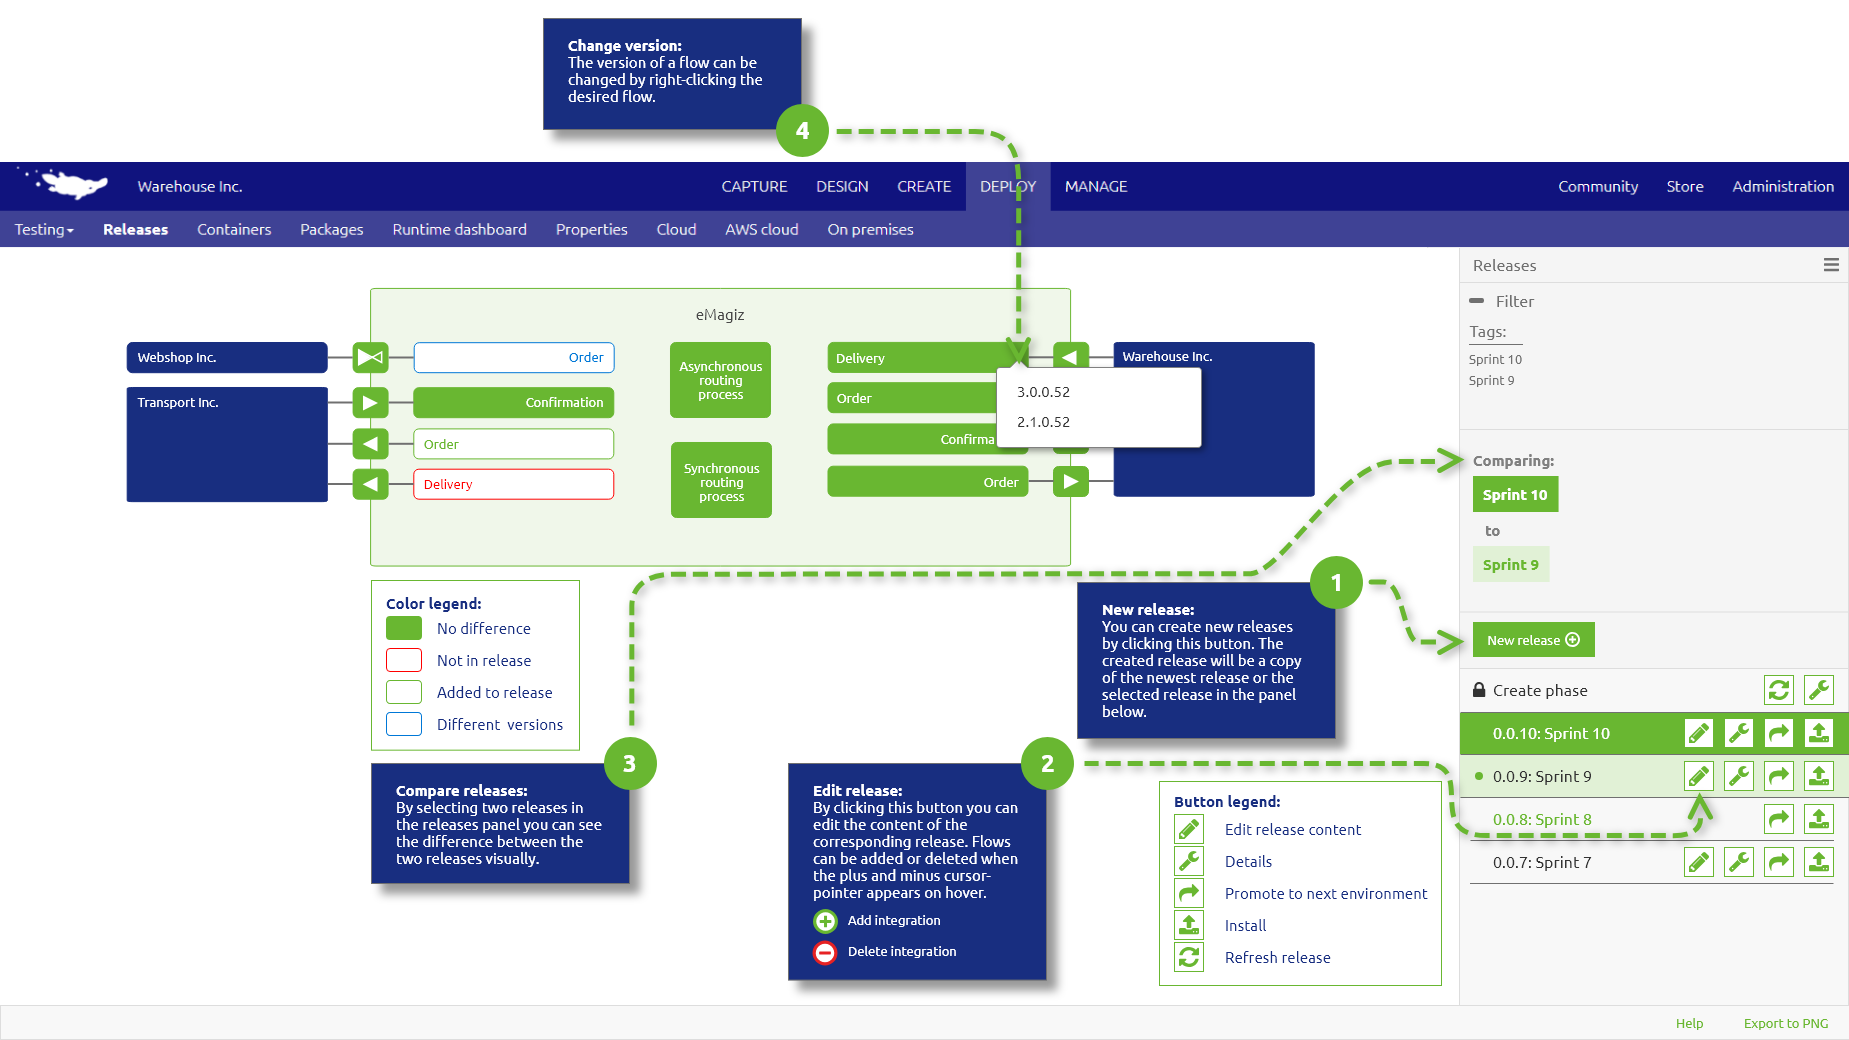 Change version:
The version of a flow can be
changed by right-clicking the
desired flow.
4
Warehouse Inc.
CAPTURE
DESIGN
CREATE
DEPLOY
MANAGE
Community
Store
Administration
Testing
Releases
Containers
Packages
Runtime dashboard
Properties
Cloud
AWS cloud
On premises
eMagiz
Webshop Inc.
Order
Transport Inc.
Confirmation
Order
Delivery
Asynchronous
routing
process
Synchronous
routing
process
Delivery
Order
Confirma
Order
Warehouse Inc.
3.0.0.52
2.1.0.52
Releases
Filter
Tags:
Sprint 10
Sprint 9
Comparing:
Sprint 10
to
Sprint 9
New release
Create phase
0.0.10: Sprint 10
0.0.9: Sprint 9
0.0.8: Sprint 8
0.0.7: Sprint 7
Color legend:
No difference
Not in release
Added to release
Different versions
3
Compare releases:
By selecting two releases in
the releases panel you can see
the difference between the
two releases visually.
1
New release:
You can create new releases
by clicking this button. The
created release will be a copy
of the newest release or the
selected release in the panel
below.
2
Edit release:
By clicking this button you can
edit the content of the
corresponding release. Flows
can be added or deleted when
the plus and minus cursor-
pointer appears on hover.
Add integration
Delete integration
Button legend:
Edit release content
Details
Promote to next environment
Install
Refresh release
Help
Export to PNG